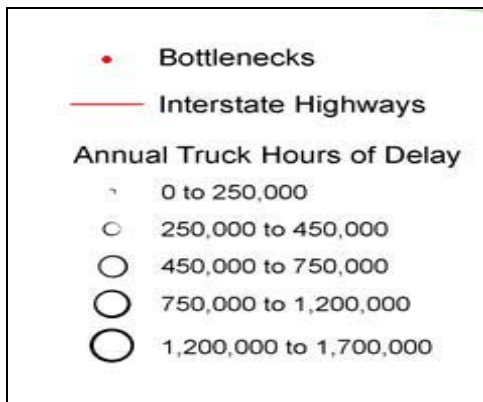 Bottlenecks
Interstate Highways
Annual Truck Hours of Delay
0 to 250,000
250,000 to 450,000
450,000 to 750,000
750,000 to 1,200,000
1,200,000 to 1,700,000